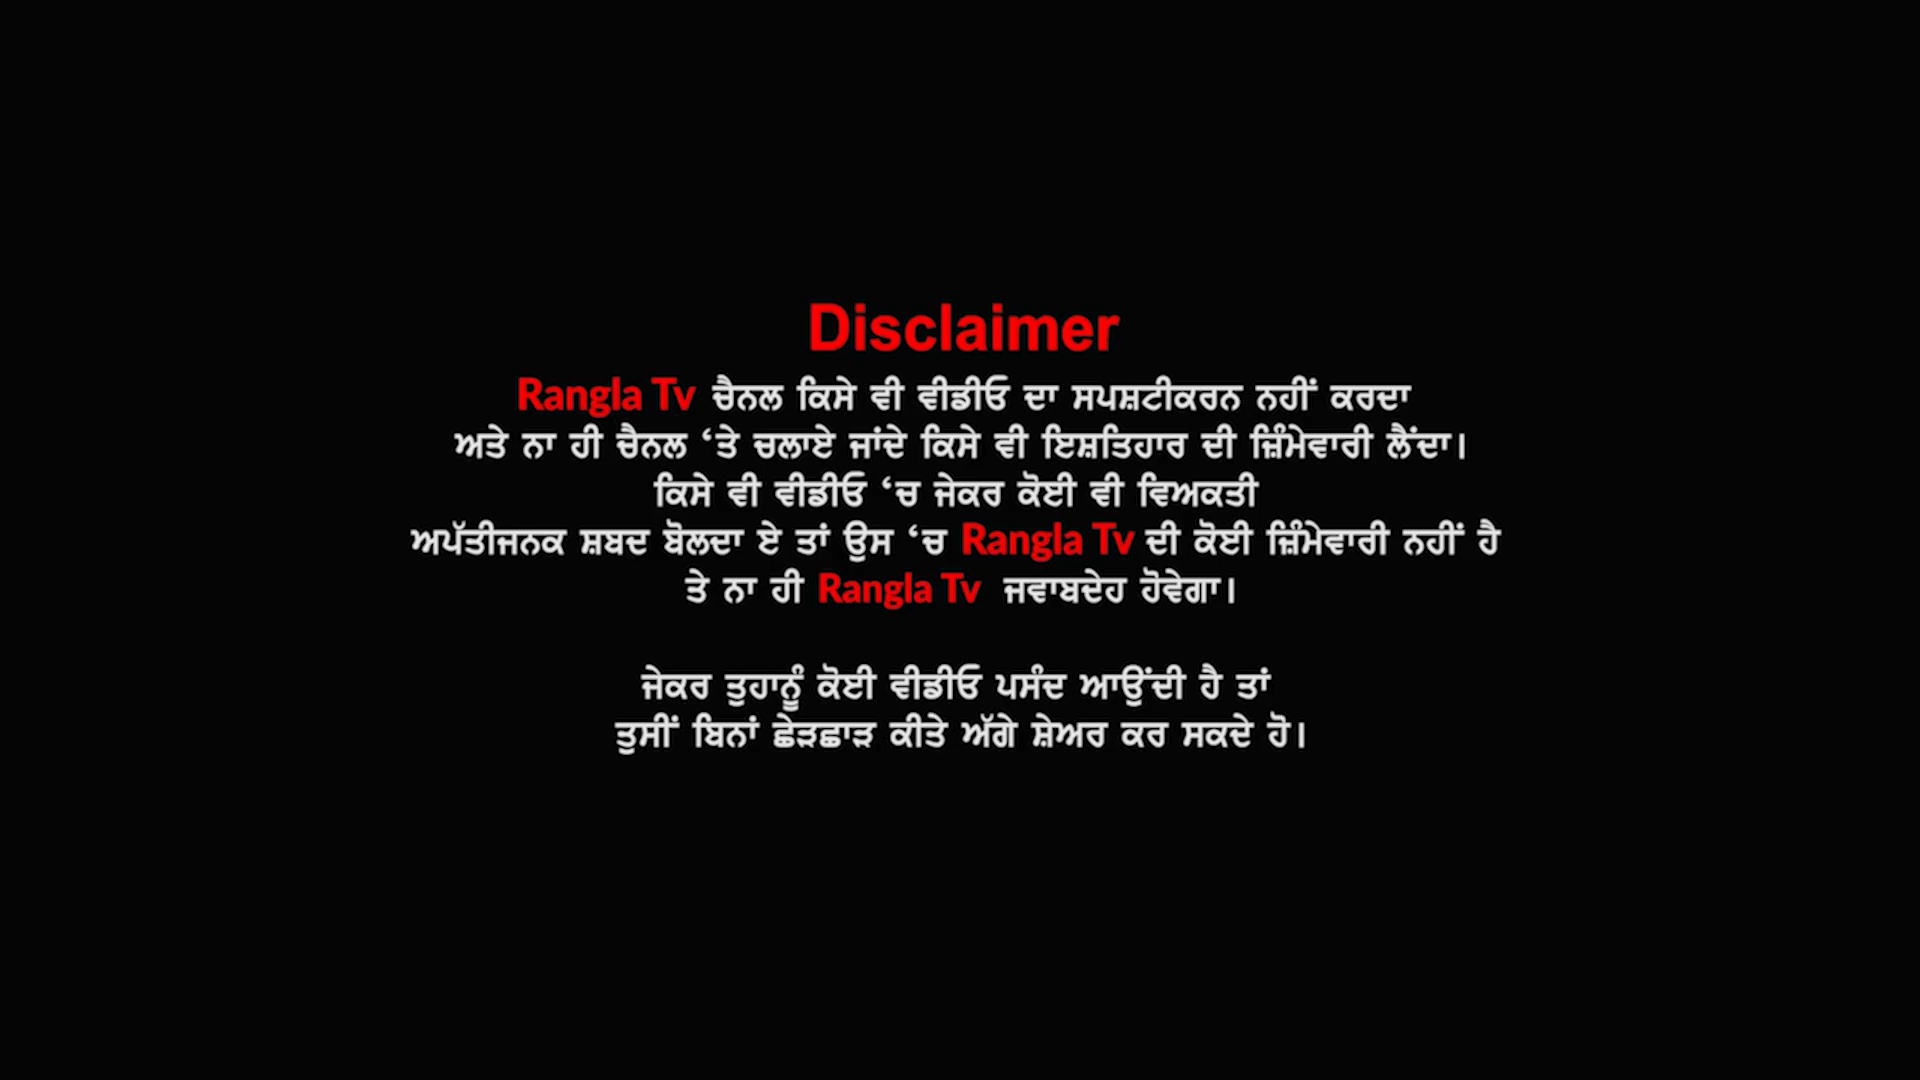 Disclaimer
Rangla Tv ਚੈਨਲ ਕਿਸੇ ਵੀ ਵੀਡੀਓ ਦਾ ਸਪਸ਼ਟੀਕਰਨ ਨਹੀਂ ਕਰਦਾ
ਅਤੇ ਨਾ ਹੀ ਚੈਨਲ ‘ਤੇ ਚਲਾਏ ਜਾਂਦੇ ਕਿਸੇ ਵੀ ਇਸ਼ਤਿਹਾਰ ਦੀ ਜ਼ਿੰਮੇਵਾਰੀ ਲੈਂਦਾ।
ਕਿਸੇ ਵੀ ਵੀਡੀਓ ‘ਚ ਜੇਕਰ ਕੋਈ ਵੀ ਵਿਅਕਤੀ
ਅਪੱਤੀਜਨਕ ਸ਼ਬਦ ਬੋਲਦਾ ਏ ਤਾਂ ਉਸ ‘ਚ Rangla Tv ਦੀ ਕੋਈ ਜ਼ਿੰਮੇਵਾਰੀ ਨਹੀਂ ਹੈ
ਤੇ ਨਾ ਹੀ Rangla Tv ਜਵਾਬਦੇਹ ਹੋਵੇਗਾ।
ਜੇਕਰ ਤੁਹਾਨੂੰ ਕੋਈ ਵੀਡੀਓ ਪਸੰਦ ਆਉਂਦੀ ਹੈ ਤਾਂ
ਤੁਸੀਂ ਬਿਨਾਂ ਛੇੜਛਾੜ ਕੀਤੇ ਅੱਗੇ ਸ਼ੇਅਰ ਕਰ ਸਕਦੇ ਹੋ।